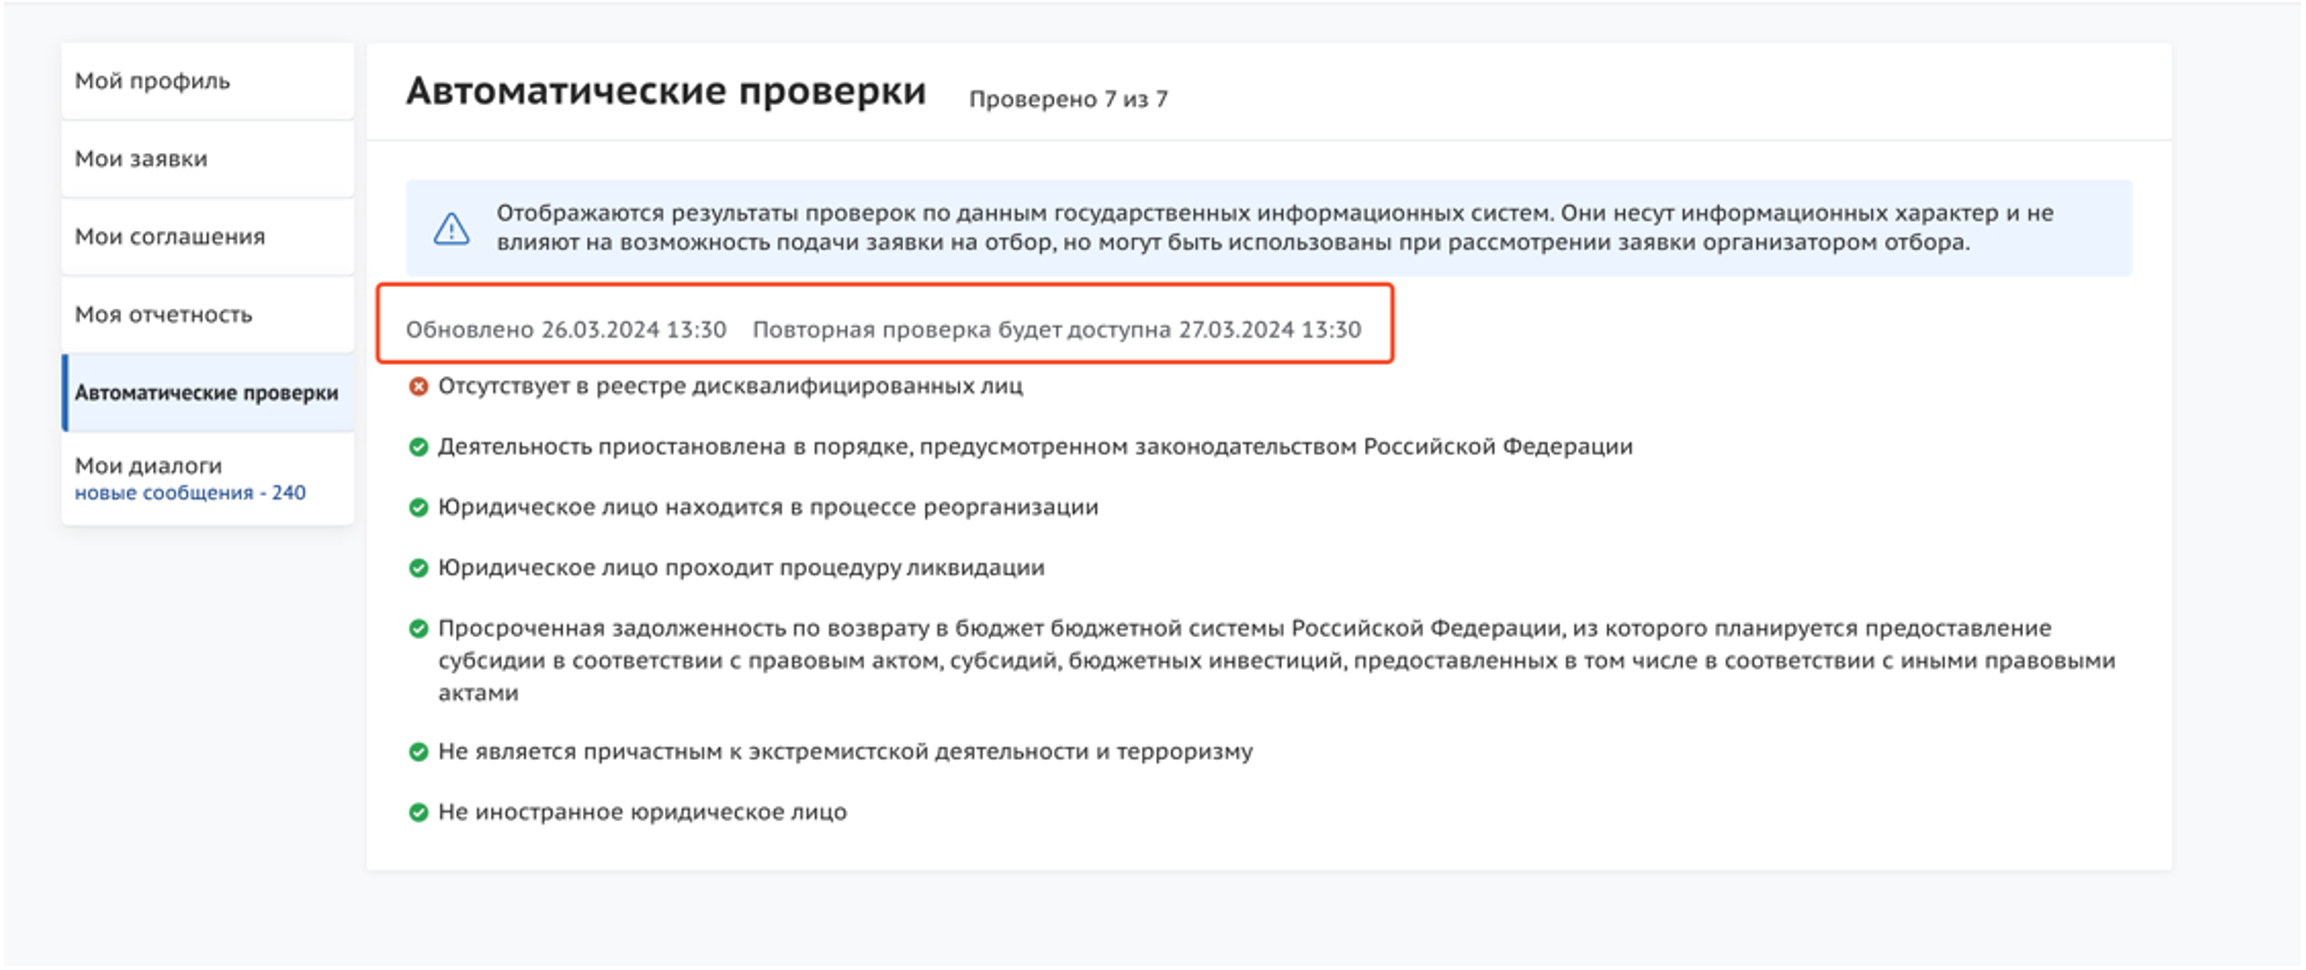 Мой профиль
Мои заявки
Мои соглашения
Моя отчетность
Автоматические проверки
Мои диалоги
новые сообщения - 240
Автоматические проверки Проверено 7 из 7
Отображаются результаты проверок по данным государственных информационных систем. Они несут информационных характер и не
влияют на возможность подачи заявки на отбор, но могут быть использованы при рассмотрении заявки организатором отбора.
Обновлено 26.03.2024 13:30 Повторная проверка будет доступна 27.03.2024 13:30
Отсутствует в реестре дисквалифицированных лиц
Деятельность приостановлена в порядке, предусмотренном законодательством Российской Федерации
Юридическое лицо находится в процессе реорганизации
Юридическое лицо проходит процедуру ликвидации
Просроченная задолженность по возврату в бюджет бюджетной системы Российской Федерации, из которого планируется предоставление
субсидии в соответствии с правовым актом, субсидий, бюджетных инвестиций, предоставленных в том числе в соответствии с иными правовыми
актами
Не является причастным к экстремистской деятельности и терроризму
Не иностранное юридическое лицо